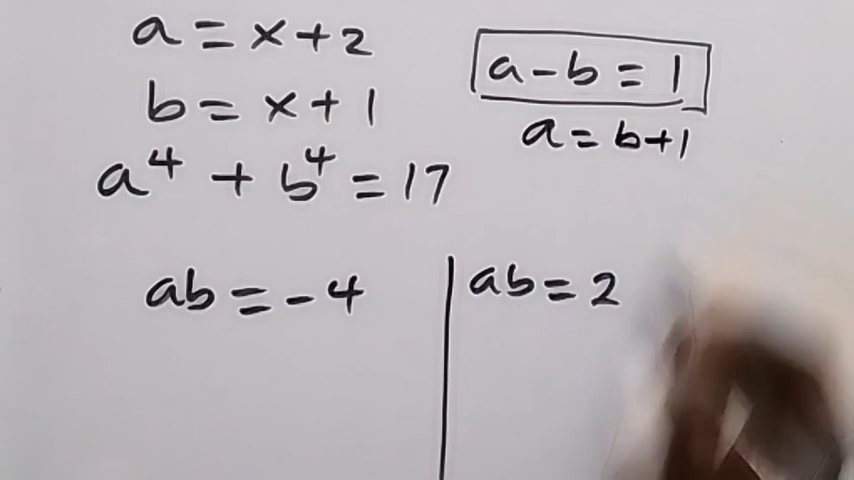 a = x + 2
a - b = 1
b = x + 1
a = b + 1
a⁴ + b⁴ = 17
ab = -4
ab = 2